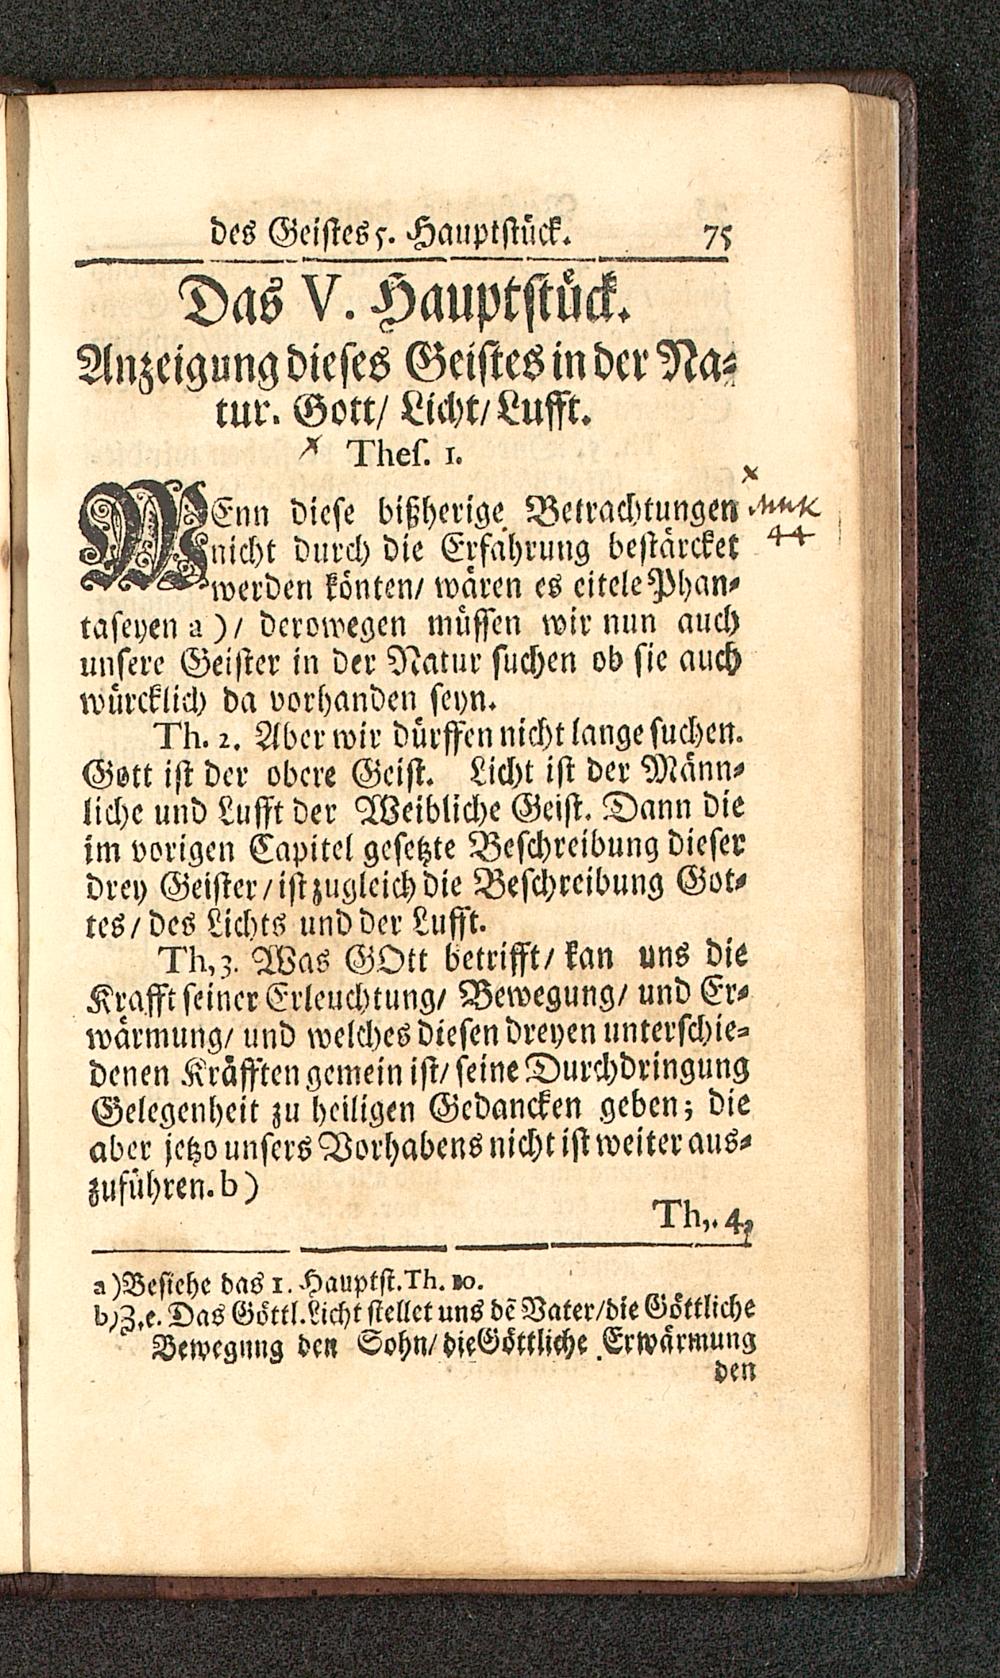 des Geistes 5. Hauptstück. 75
Das V. Hauptstück.
Anzeigung dieses Geistes in der Na-
tur. Gott/ Licht/ Lufft.
x Thes. 1.
WEnn diese bißherige Betrachtungen
nicht durch die Erfahrung bestärcket
werden könten/ wären es eitele Phan-
taseyen a )/ derowegen müssen wir nun auch
unsere Geister in der Natur suchen ob sie auch
würcklich da vorhanden seyn.
Th. 2. Aber wir dürffen nicht lange suchen.
Gott ist der obere Geist. Licht ist der Männ-
liche und Lufft der Weibliche Geist. Dann die
im vorigen Capitel gesetzte Beschreibung dieser
drey Geister/ ist zugleich die Beschreibung Got-
tes/ des Lichts und der Lufft.
Th, 3. Was GOtt betrifft/ kan uns die
Krafft seiner Erleuchtung/ Bewegung/ und Er-
wärmung/ und welches diesen dreyen unterschie-
denen Kräfften gemein ist/ seine Durchdringung
Gelegenheit zu heiligen Gedancken geben; die
aber jetzo unsers Vorhabens nicht ist weiter aus-
zuführen. b )
Th,. 4,
a )Besiehe das 1. Hauptst. Th. 10.
b)Z.e. Das Göttl. Licht stellet uns dē Vater/die Göttliche
Bewegung den Sohn/ die Göttliche Erwärmung
den
x
44